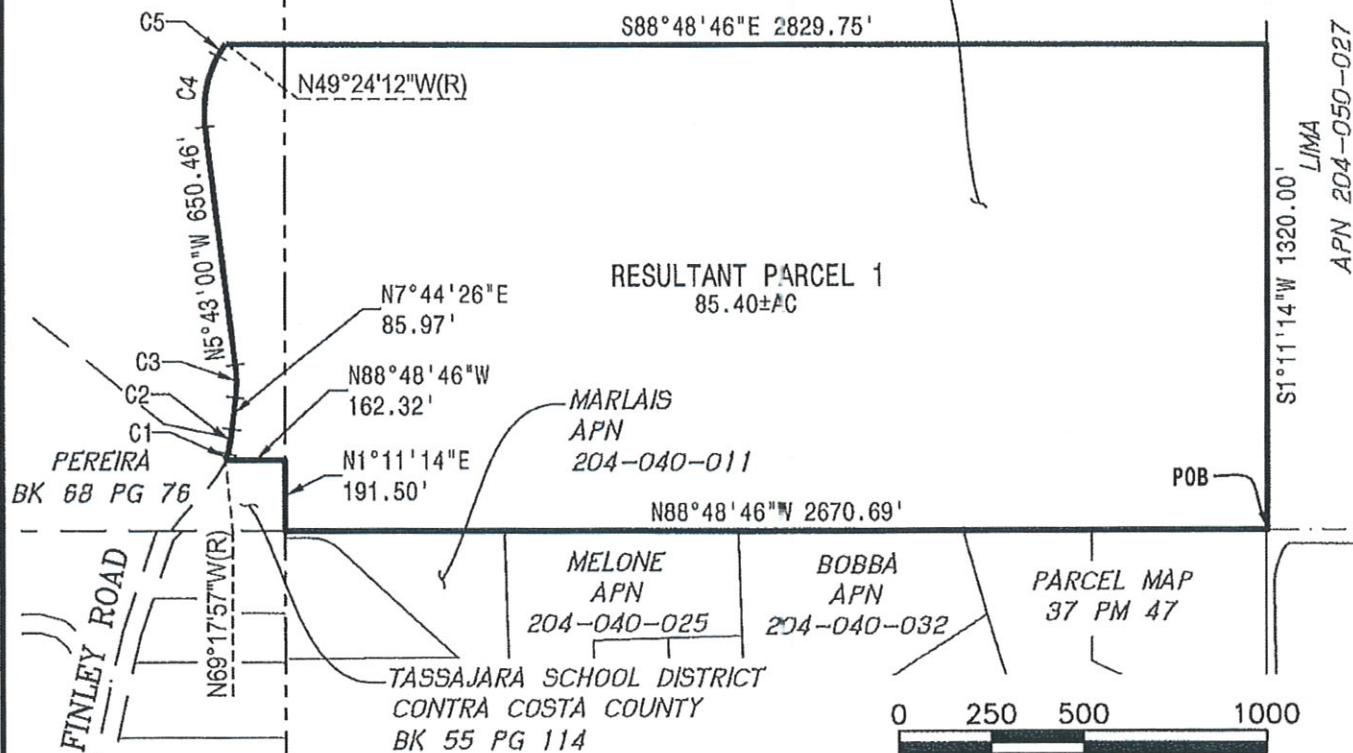 C5
S88°48'46"E 2829.75'
N49°24'12"W(R)
C4
N5°43'00"W 650.46'
LIMA
APN 204-050-027
S1°11'14"W 1320.00'
RESULTANT PARCEL 1
85.40±AC
N7°44'26"E
85.97'
C3
C2
C1
N88°48'46"W
162.32'
MARLAIS
APN
204-040-011
PEREIRA
BK 68 PG 76
N1°11'14"E
191.50'
POB
N88°48'46"W 2670.69'
FINLEY ROAD
N69°17'57"W(R)
MELONE
APN
204-040-025
BOBBA
APN
204-040-032
PARCEL MAP
37 PM 47
TASSAJARA SCHOOL DISTRICT
CONTRA COSTA COUNTY
BK 55 PG 114
0 250 500 1000